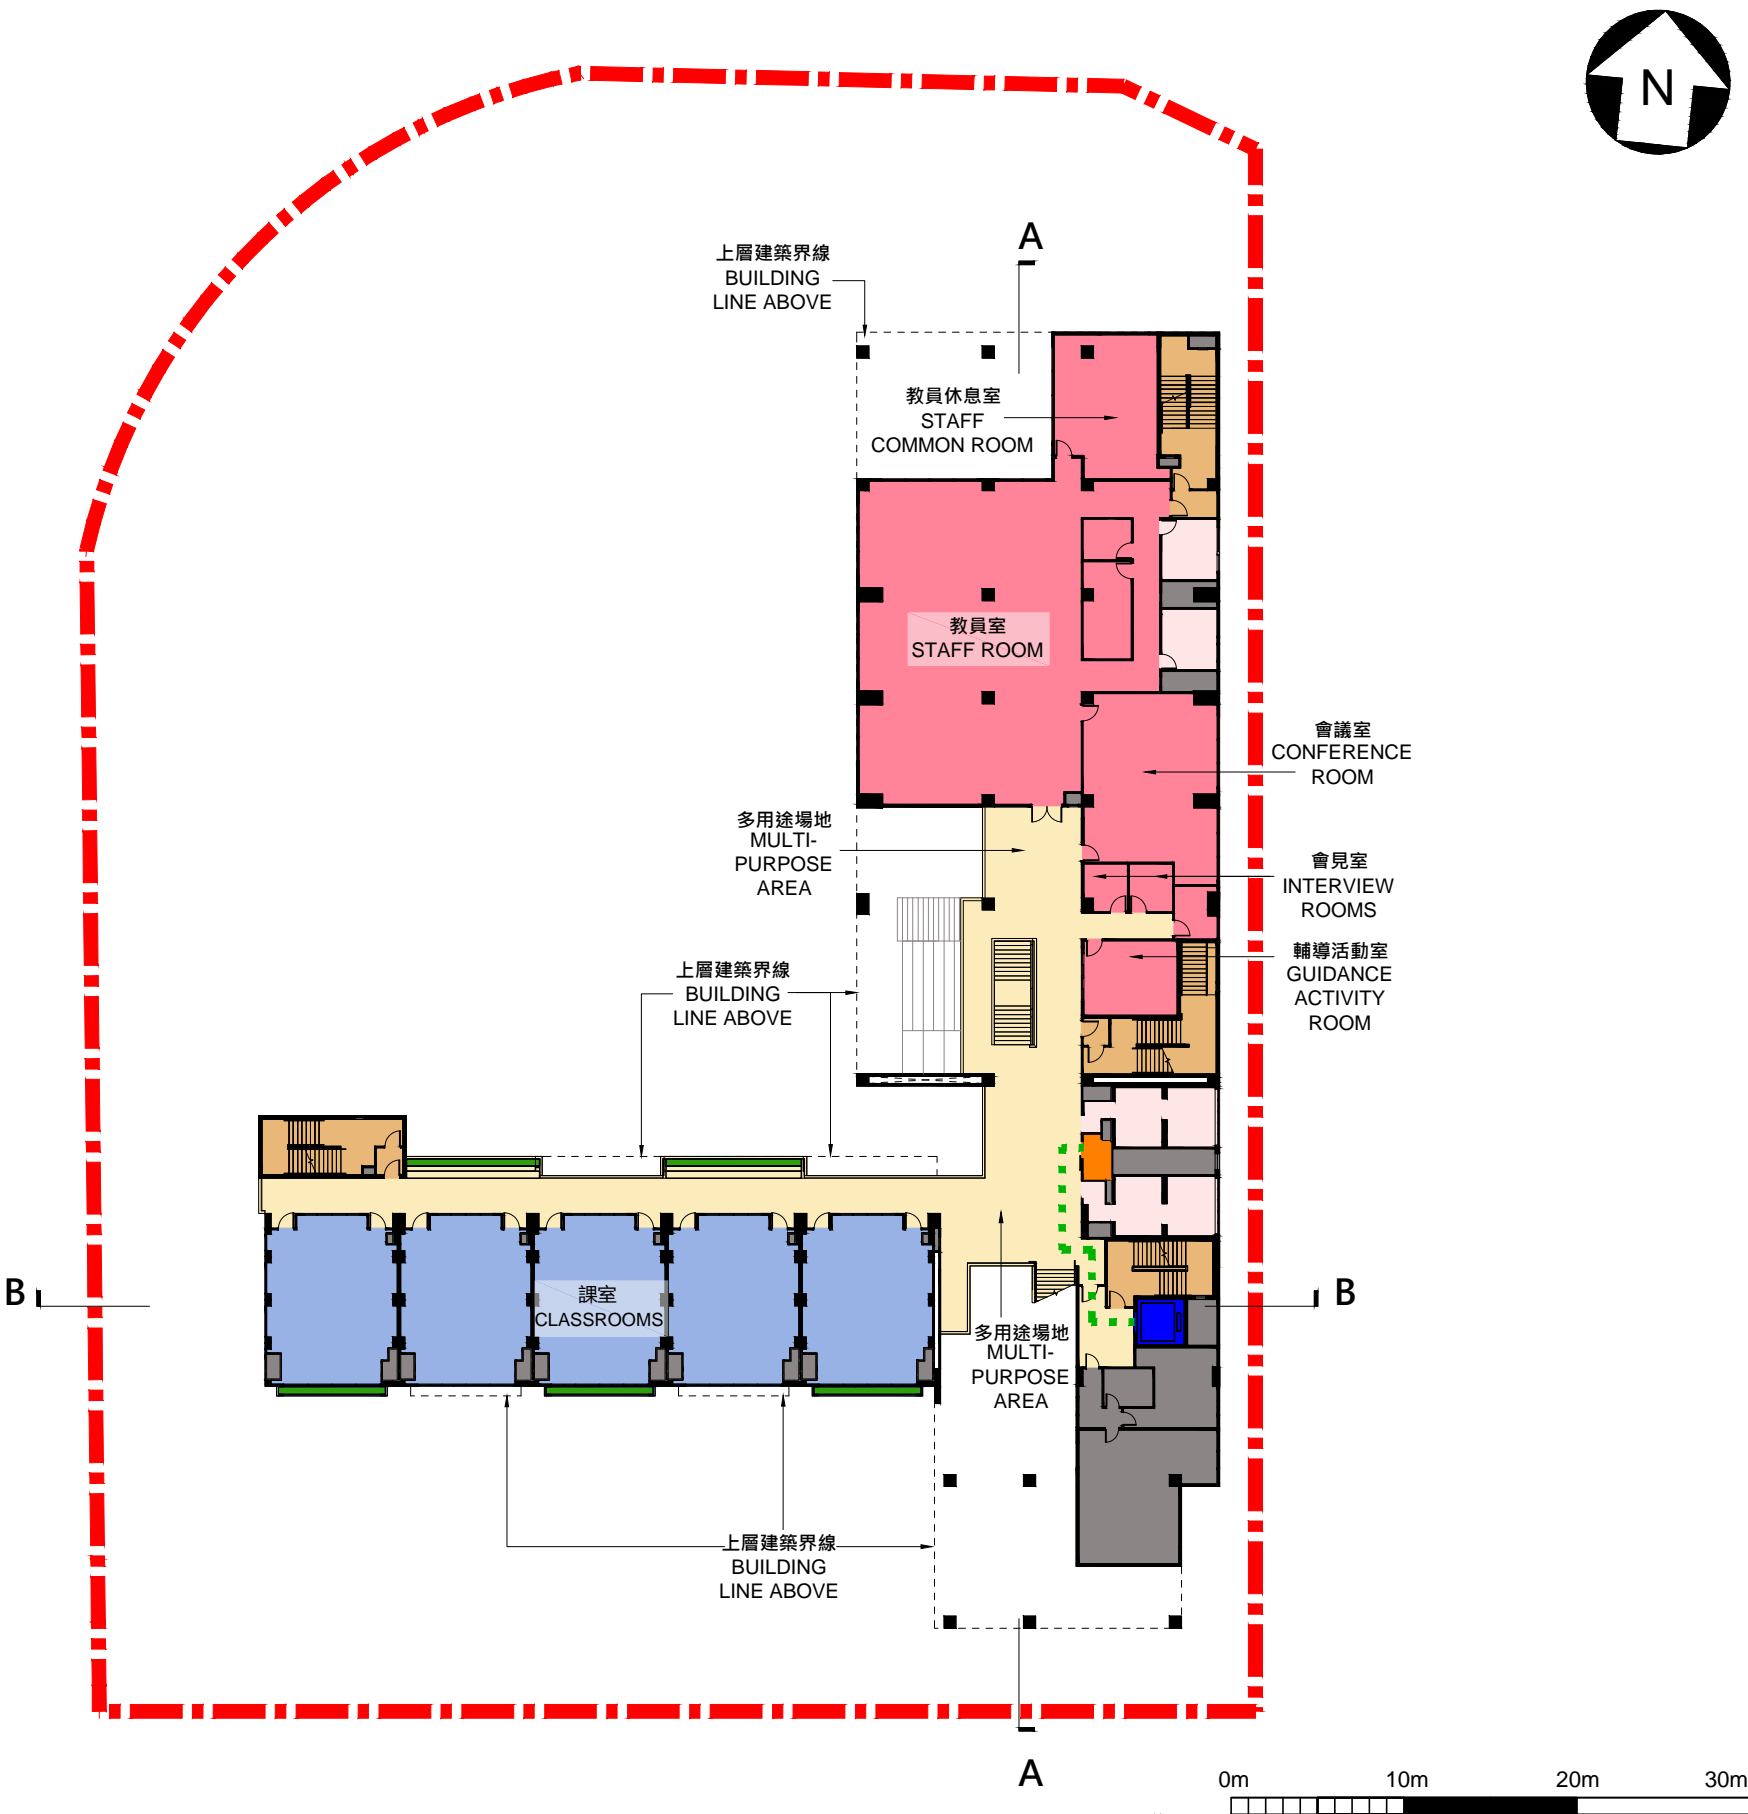 N
A
上層建築界線
BUILDING
LINE ABOVE
教員休息室
STAFF
COMMON ROOM
教員室
STAFF ROOM
會議室
CONFERENCE
ROOM
多用途場地
MULTI-
PURPOSE
AREA
會見室
INTERVIEW
ROOMS
輔導活動室
GUIDANCE
ACTIVITY
ROOM
上層建築界線
BUILDING
LINE ABOVE
B
課室
CLASSROOMS
B
多用途場地
MULTI-
PURPOSE
AREA
上層建築界線
BUILDING
LINE ABOVE
A
0m 10m 20m 30m